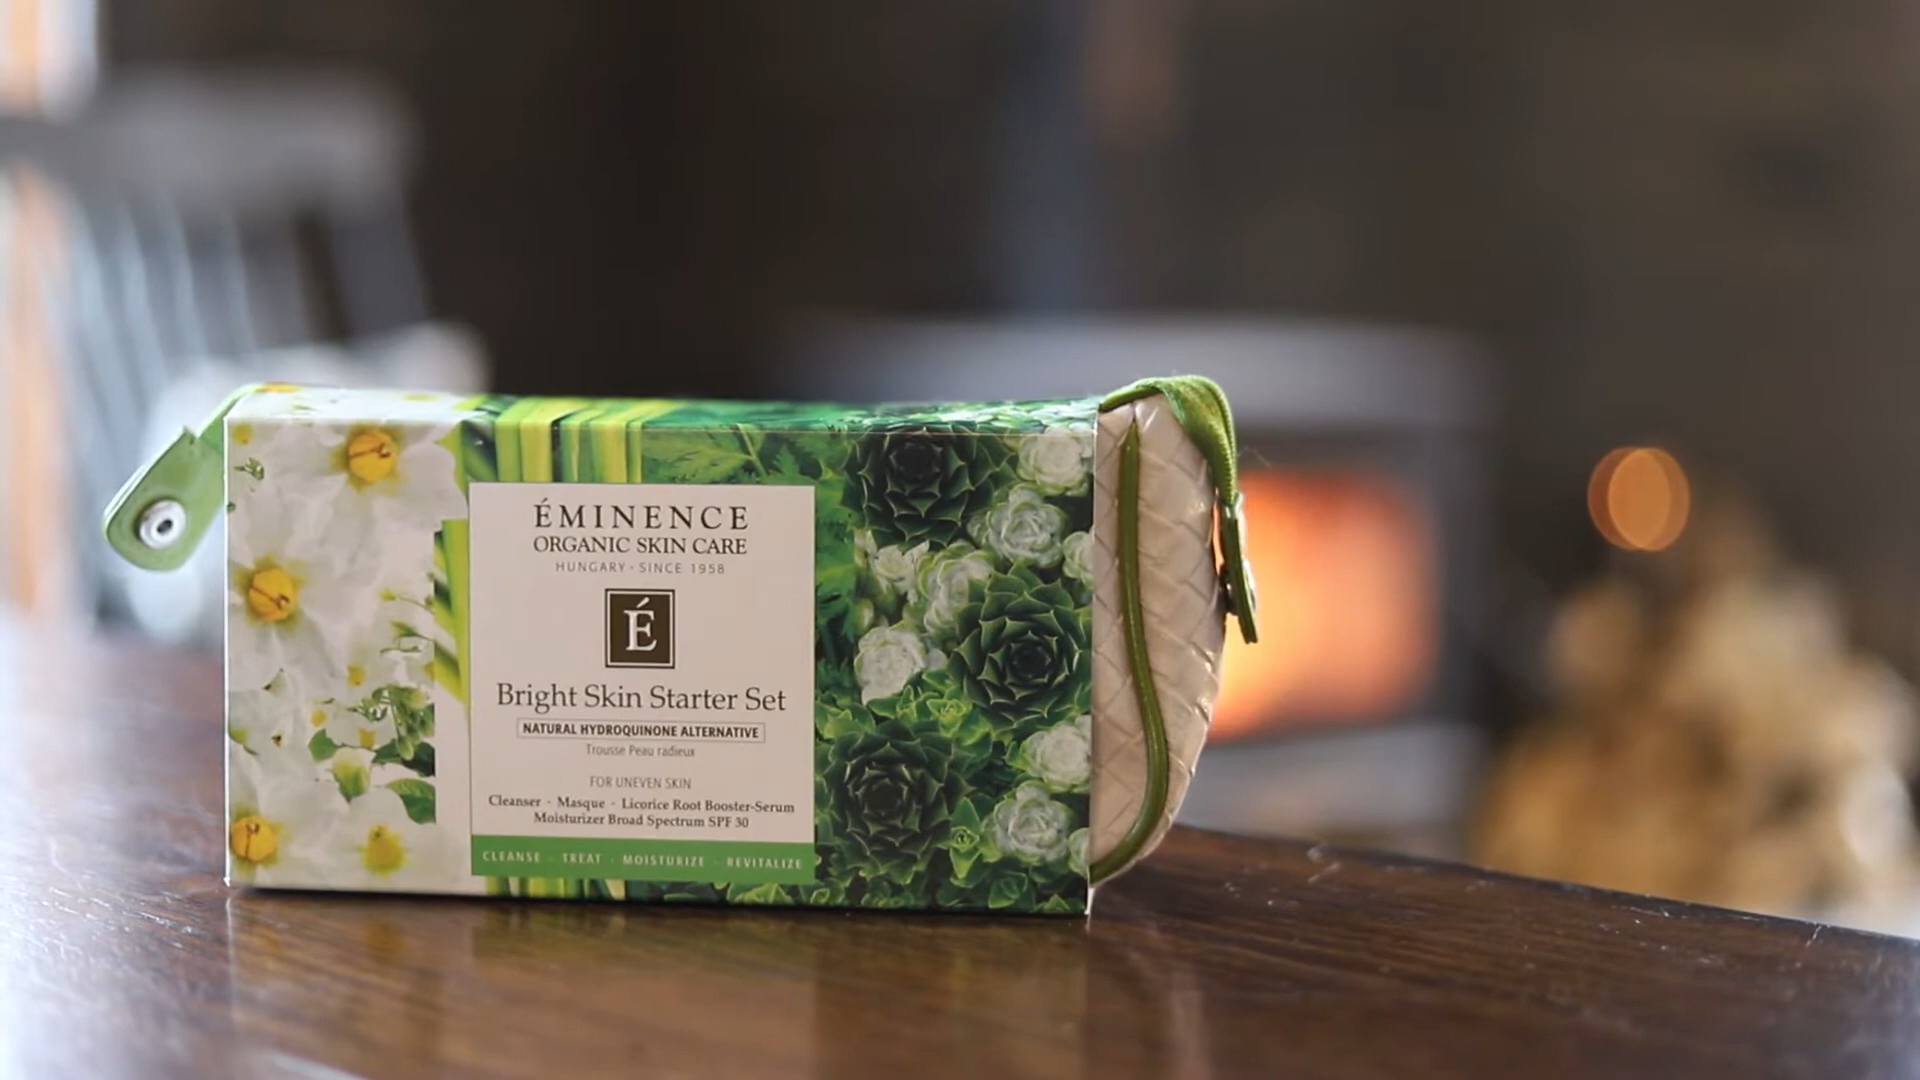 ÉMINENCE
ORGANIC SKIN CARE
HUNGARY · SINCE 1958
É
Bright Skin Starter Set
NATURAL HYDROQUINONE ALTERNATIVE
Trousse Peau radieux
FOR UNEVEN SKIN
Cleanser · Masque · Licorice Root Booster-Serum
Moisturizer Broad Spectrum SPF 30
CLEANSE · TREAT · MOISTURIZE · REVITALIZE